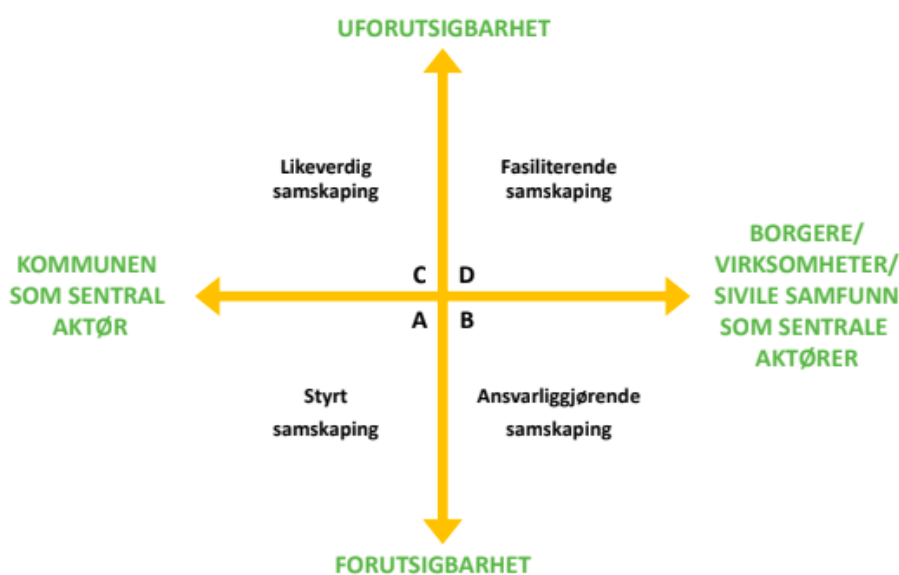 UFORUTSIGBARHET
Likeverdig
samskaping
Fasiliterende
samskaping
KOMMUNEN
SOM SENTRAL
AKTØR
C D
A B
BORGERE/
VIRKSOMHETER/
SIVILE SAMFUNN
SOM SENTRALE
AKTØRER
Styrt
samskaping
Ansvarliggjørende
samskaping
FORUTSIGBARHET